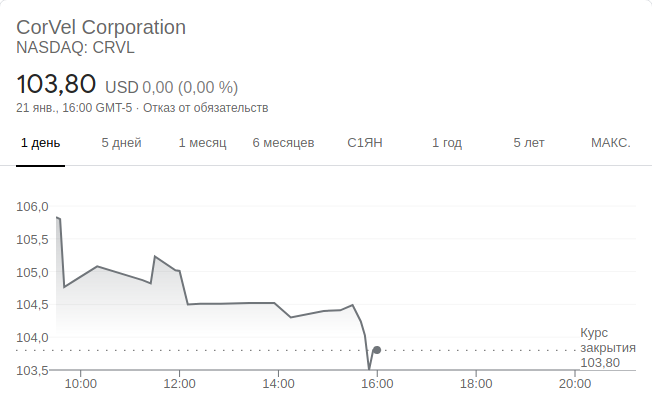 CorVel Corporation
NASDAQ: CRVL
103,80 USD 0,00 (0,00 %)
21 янв., 16:00 GMT-5 · Отказ от обязательств
1 день 5 дней 1 месяц 6 месяцев С1ЯН 1 год 5 лет МАКС.
106,0
105,5
105,0
104,5
104,0
103,5
Курс
закрытия
103,80
10:00 12:00 14:00 16:00 18:00 20:00